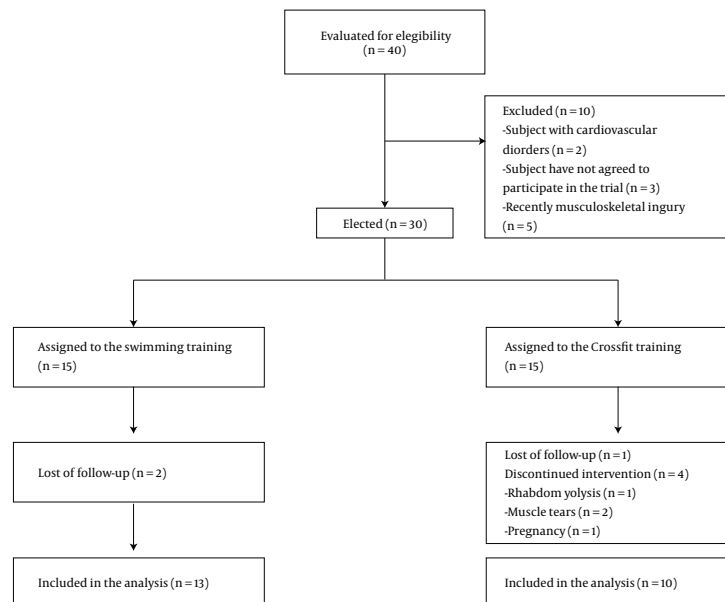 Evaluated for elegibility
(n = 40)
Excluded (n = 10)
-Subject with cardiovascular
diorders (n = 2)
-Subject have not agreed to
participate in the trial (n = 3)
-Recently musculoskeletal ingury
(n = 5)
Elected (n = 30)
Assigned to the swimming training
(n = 15)
Assigned to the Crossfit training
(n = 15)
Lost of follow-up (n = 2)
Lost of follow-up (n = 1)
Discontinued intervention (n = 4)
-Rhabdom yolysis (n = 1)
-Muscle tears (n = 2)
-Pregnancy (n = 1)
Included in the analysis (n = 13)
Included in the analysis (n = 10)